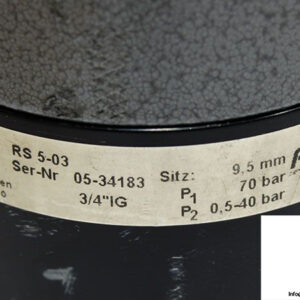 RS 5-03
Ser-Nr 05-34183 Sitz: 9,5 mm
P1 70 bar
3/4"IG P2 0,5-40 bar